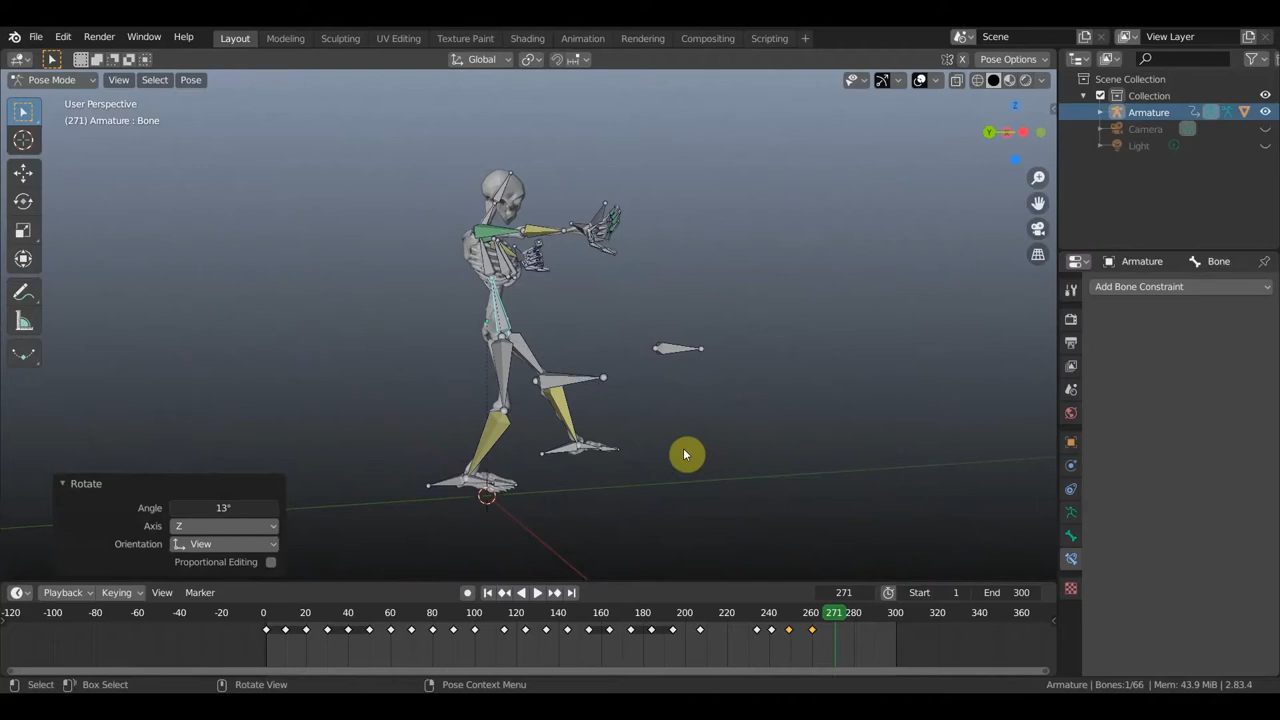 File Edit Render Window Help Layout Modeling Sculpting UV Editing Texture Paint Shading Animation Rendering Compositing Scripting + Scene View Layer
Global X Pose Options
Pose Mode View Select Pose
Scene Collection
Collection
Armature
Camera
Light
User Perspective
(271) Armature : Bone
Z
Y
X
Armature Bone
Add Bone Constraint
Rotate
Angle 13°
Axis Z
Orientation View
Proportional Editing
Playback Keying View Marker 271 Start 1 End 300
-120 -100 -80 -60 -40 -20 0 20 40 60 80 100 120 140 160 180 200 220 240 260 271 300 320 340 360
Select Box Select Rotate View Pose Context Menu Armature | Bones:1/66 | Mem: 43.9 MiB | 2.83.4